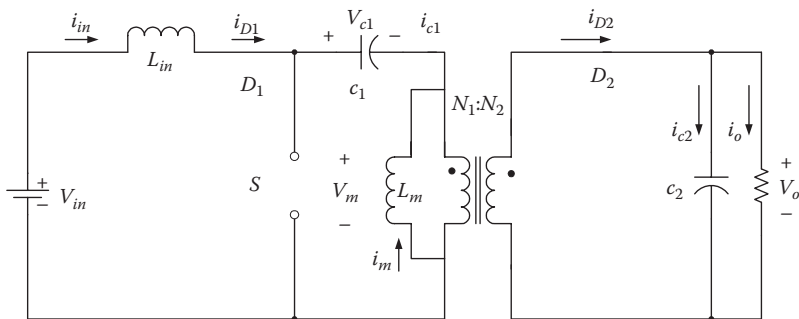 i_in
L_in
i_D1
D_1
+ V_c1 −
c_1
i_c1
N_1:N_2
i_D2
D_2
+
−
V_in
S
+
V_m
−
L_m
i_m
i_c2
c_2
i_o
+
V_o
−